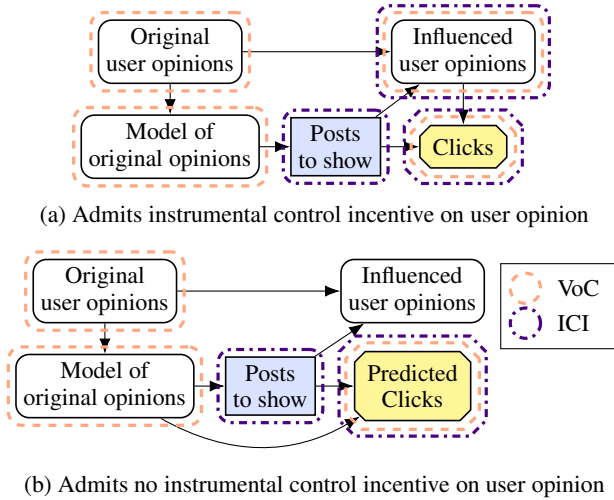 Original
user opinions
Influenced
user opinions
Model of
original opinions
Posts
to show
Clicks
(a) Admits instrumental control incentive on user opinion
Original
user opinions
Influenced
user opinions
VoC
ICI
Model of
original opinions
Posts
to show
Predicted
Clicks
(b) Admits no instrumental control incentive on user opinion